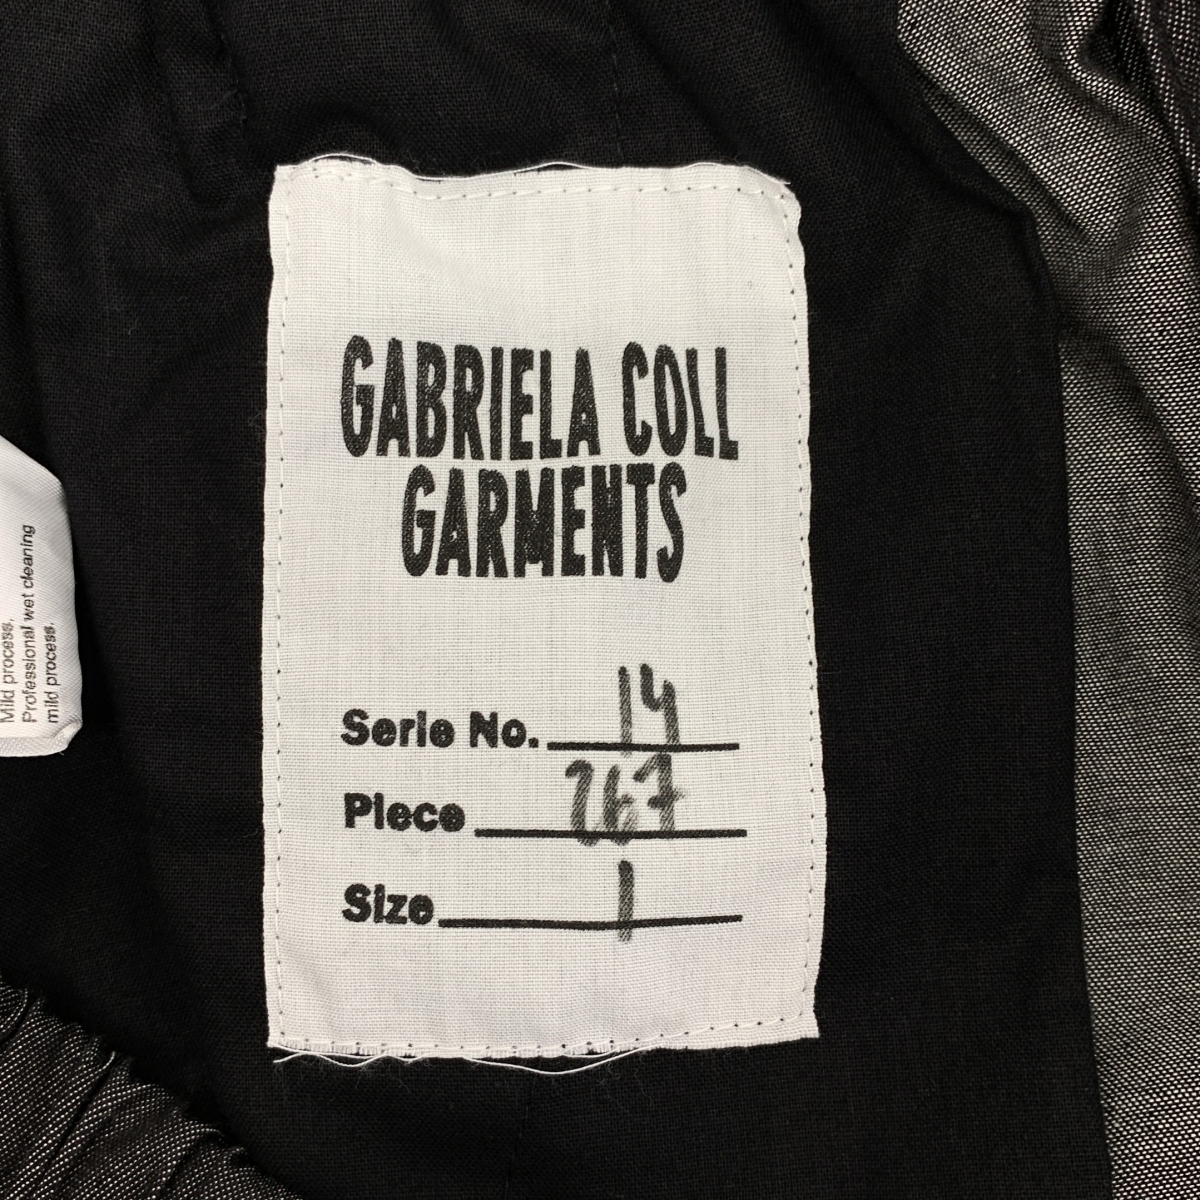 GABRIELA COLL
GARMENTS
Serie No. 14
Piece 267
Size 1
Mild process.
Professional wet cleaning
mild process.